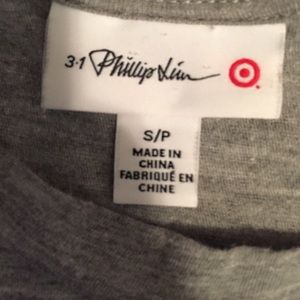 3·1 Phillip Lim
S/P
MADE IN
CHINA
FABRIQUÉ EN
CHINE